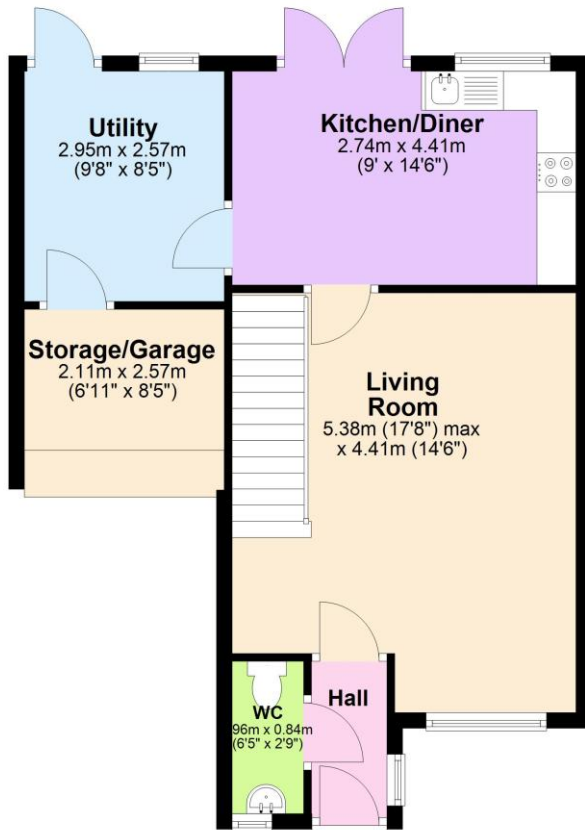 Utility
2.95m x 2.57m
(9'8" x 8'5")
Kitchen/Diner
2.74m x 4.41m
(9' x 14'6")
Storage/Garage
2.11m x 2.57m
(6'11" x 8'5")
Living
Room
5.38m (17'8") max
x 4.41m (14'6")
Hall
WC
96m x 0.84m
(6'5" x 2'9")